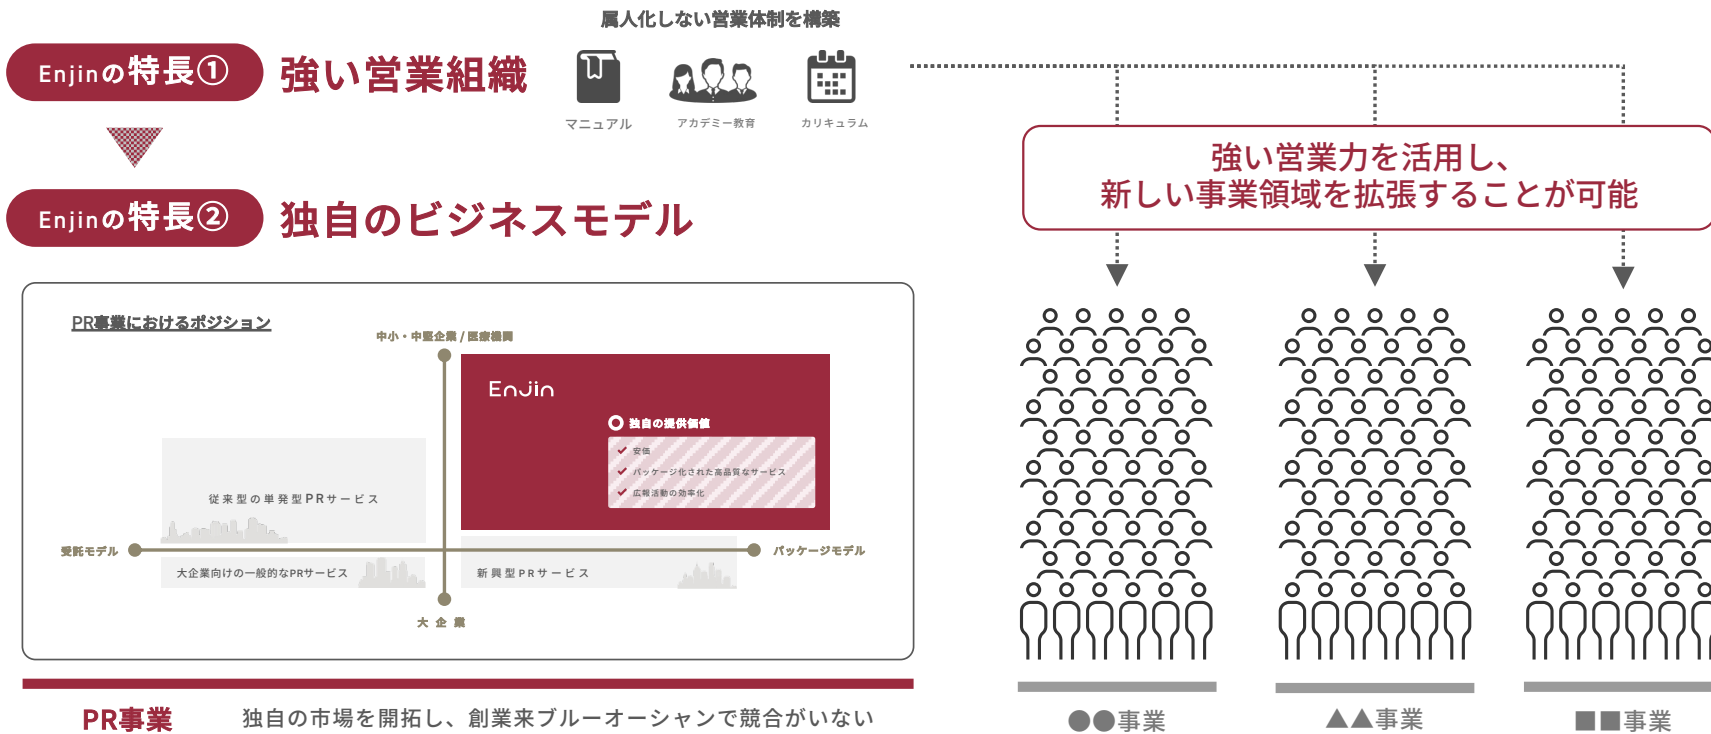 属人化しない営業体制を構築
Enjinの特長①
強い営業組織
マニュアル
アカデミー教育
カリキュラム
Enjinの特長②
独自のビジネスモデル
強い営業力を活用し、
新しい事業領域を拡張することが可能
PR事業におけるポジション
中小・中堅企業 / 医療機関
Enjin
独自の提供価値
安価
パッケージ化された高品質なサービス
広報活動の効率化
従来型の単発型PRサービス
受託モデル
パッケージモデル
大企業向けの一般的なPRサービス
新興型PRサービス
大企業
PR事業
独自の市場を開拓し、創業来ブルーオーシャンで競合がいない
●●事業
▲▲事業
■■事業